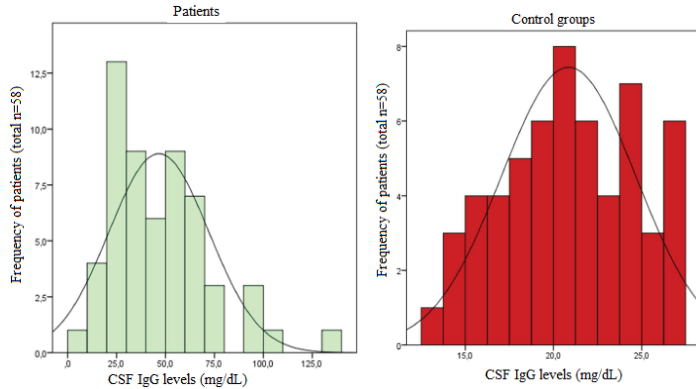 Patients
Frequency of patients (total n=58)
12,5
10,0
7,5
5,0
2,5
0,0
,0 25,0 50,0 75,0 100,0 125,0
CSF IgG levels (mg/dL)
Control groups
Frequency of patients (total n=58)
8
6
4
2
0
15,0 20,0 25,0
CSF IgG levels (mg/dL)